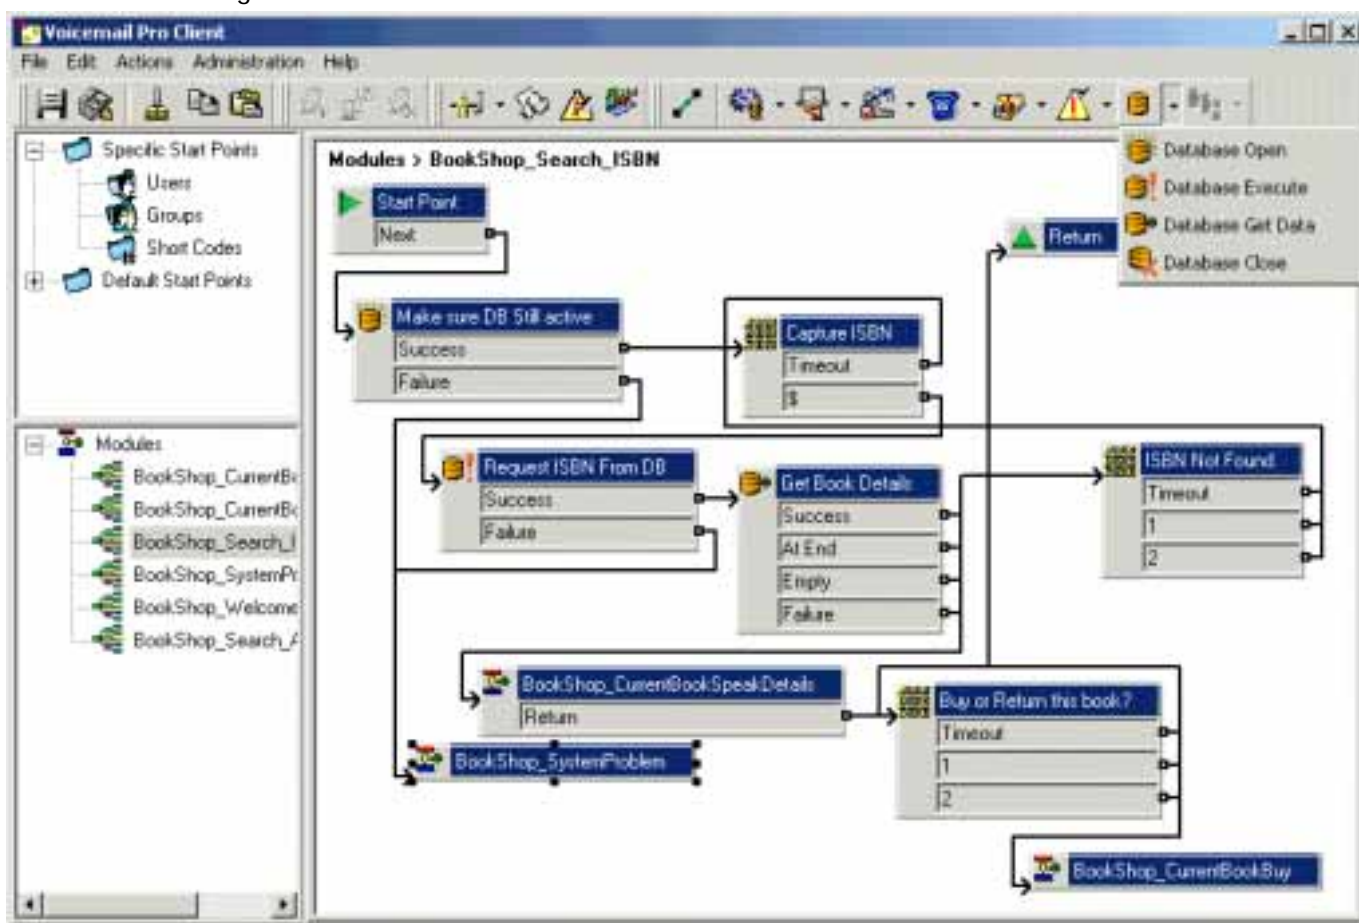 Voicemail Pro Client
File Edit Actions Administration Help
Specific Start Points
Users
Groups
Short Codes
Default Start Points
Modules
BookShop_CurrentB
BookShop_CurrentB
BookShop_Search_I
BookShop_SystemPr
BookShop_Welcome
BookShop_Search_A
Modules > BookShop_Search_ISBN
Start Point
Next
Return
Database Open
Database Execute
Database Get Data
Database Close
Make sure DB Still active
Success
Failure
Capture ISBN
Timeout
$
Request ISBN From DB
Success
Failure
Get Book Details
Success
At End
Empty
Failure
ISBN Not Found
Timeout
1
2
BookShop_CurrentBookSpeakDetails
Return
BookShop_SystemProblem
Buy or Return this book?
Timeout
1
2
BookShop_CurrentBookBuy